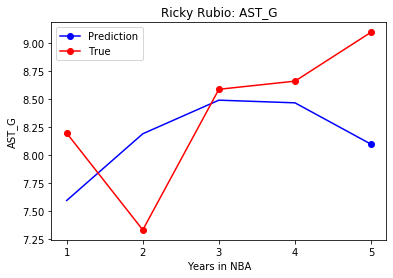 Ricky Rubio: AST_G
Prediction
True
AST_G
9.00
8.75
8.50
8.25
8.00
7.75
7.50
7.25
1 2 3 4 5
Years in NBA